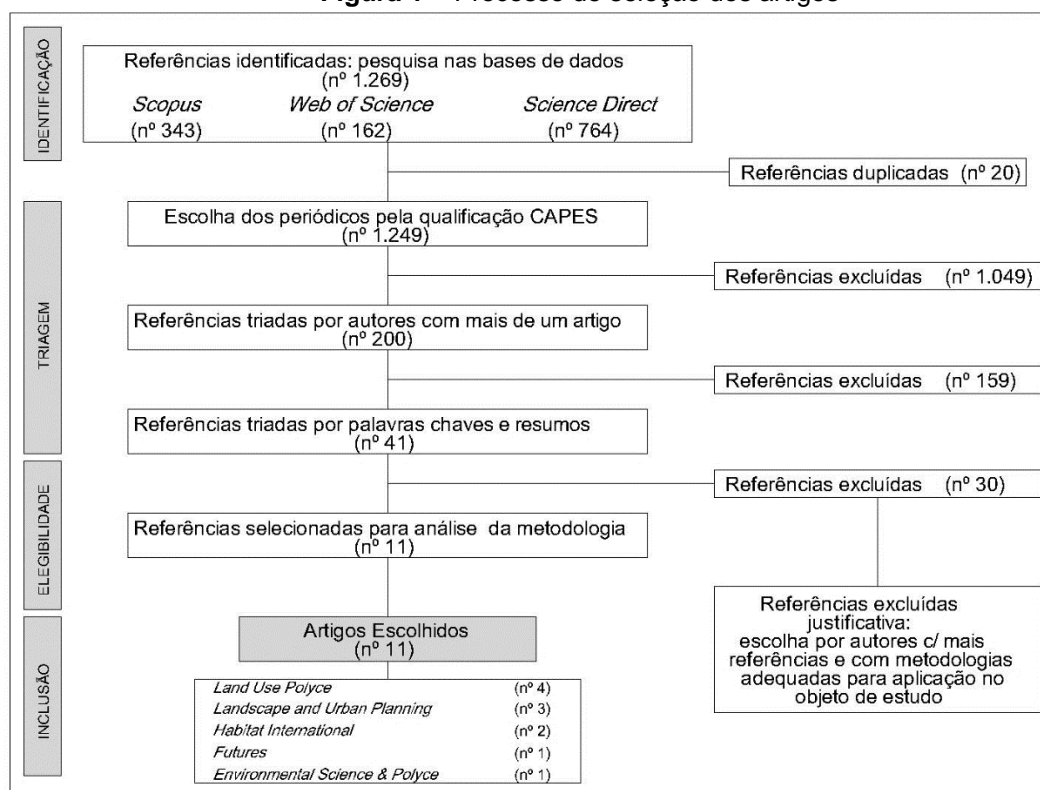 Figura 1 – Processo de seleção dos artigos
IDENTIFICAÇÃO
Referências identificadas: pesquisa nas bases de dados
(nº 1.269)
Scopus Web of Science Science Direct
(nº 343) (nº 162) (nº 764)
Referências duplicadas (nº 20)
TRIAGEM
Escolha dos periódicos pela qualificação CAPES
(nº 1.249)
Referências excluídas (nº 1.049)
Referências triadas por autores com mais de um artigo
(nº 200)
Referências excluídas (nº 159)
Referências triadas por palavras chaves e resumos
(nº 41)
ELEGIBILIDADE
Referências excluídas (nº 30)
Referências selecionadas para análise da metodologia
(nº 11)
Referências excluídas
justificativa:
escolha por autores c/ mais
referências e com metodologias
adequadas para aplicação no
objeto de estudo
INCLUSÃO
Artigos Escolhidos
(nº 11)
Land Use Polyce (nº 4)
Landscape and Urban Planning (nº 3)
Habitat International (nº 2)
Futures (nº 1)
Environmental Science & Polyce (nº 1)